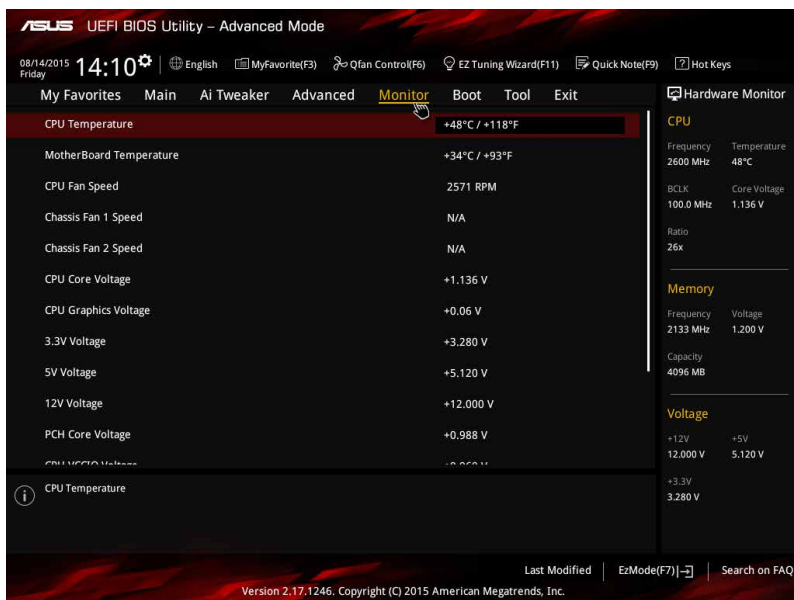 ASUS UEFI BIOS Utility – Advanced Mode
08/14/2015 Friday 14:10 English MyFavorite(F3) Qfan Control(F6) EZ Tuning Wizard(F11) Quick Note(F9) ? Hot Keys
My Favorites Main Ai Tweaker Advanced Monitor Boot Tool Exit
CPU Temperature +48°C / +118°F
MotherBoard Temperature +34°C / +93°F
CPU Fan Speed 2571 RPM
Chassis Fan 1 Speed N/A
Chassis Fan 2 Speed N/A
CPU Core Voltage +1.136 V
CPU Graphics Voltage +0.06 V
3.3V Voltage +3.280 V
5V Voltage +5.120 V
12V Voltage +12.000 V
PCH Core Voltage +0.988 V
CPU VCCIO Voltage
CPU Temperature
Hardware Monitor
CPU
Frequency Temperature
2600 MHz 48°C
BCLK Core Voltage
100.0 MHz 1.136 V
Ratio
26x
Memory
Frequency Voltage
2133 MHz 1.200 V
Capacity
4096 MB
Voltage
+12V +5V
12.000 V 5.120 V
+3.3V
3.280 V
Last Modified EzMode(F7) Search on FAQ
Version 2.17.1246. Copyright (C) 2015 American Megatrends, Inc.